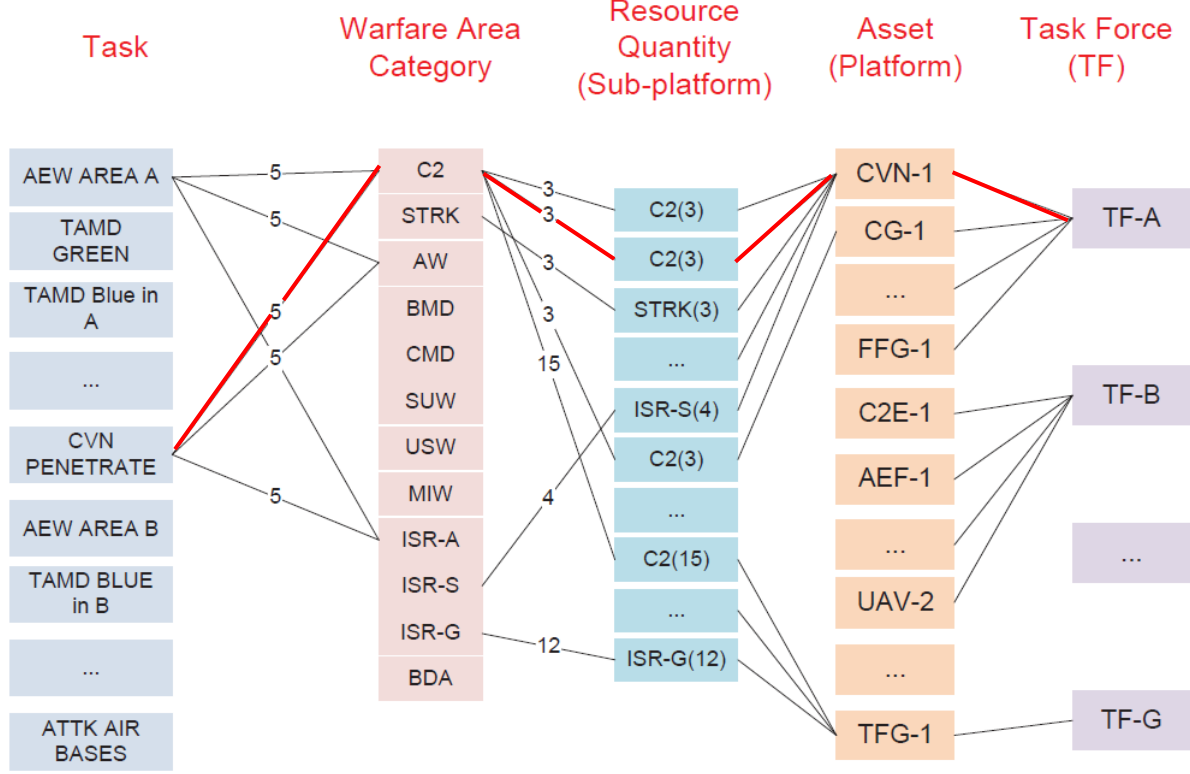 Task
Warfare Area
Category
Resource
Quantity
(Sub-platform)
Asset
(Platform)
Task Force
(TF)
AEW AREA A
TAMD
GREEN
TAMD Blue in
A
...
CVN
PENETRATE
AEW AREA B
TAMD BLUE
in B
...
ATTK AIR
BASES
5
5
5
5
5
C2
STRK
AW
BMD
CMD
SUW
USW
MIW
ISR-A
ISR-S
ISR-G
BDA
3
3
3
3
15
4
12
C2(3)
C2(3)
STRK(3)
...
ISR-S(4)
C2(3)
...
C2(15)
...
ISR-G(12)
CVN-1
CG-1
...
FFG-1
C2E-1
AEF-1
...
UAV-2
...
TFG-1
TF-A
TF-B
...
TF-G